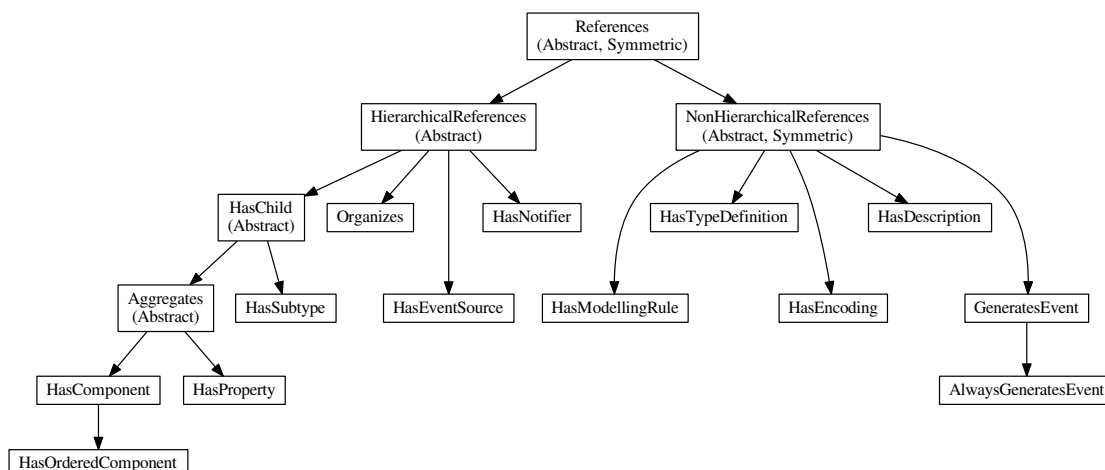 References
(Abstract, Symmetric)
HierarchicalReferences
(Abstract)
NonHierarchicalReferences
(Abstract, Symmetric)
HasChild
(Abstract)
Organizes
HasNotifier
HasTypeDefinition
HasDescription
Aggregates
(Abstract)
HasSubtype
HasEventSource
HasModellingRule
HasEncoding
GeneratesEvent
HasComponent
HasProperty
AlwaysGeneratesEvent
HasOrderedComponent